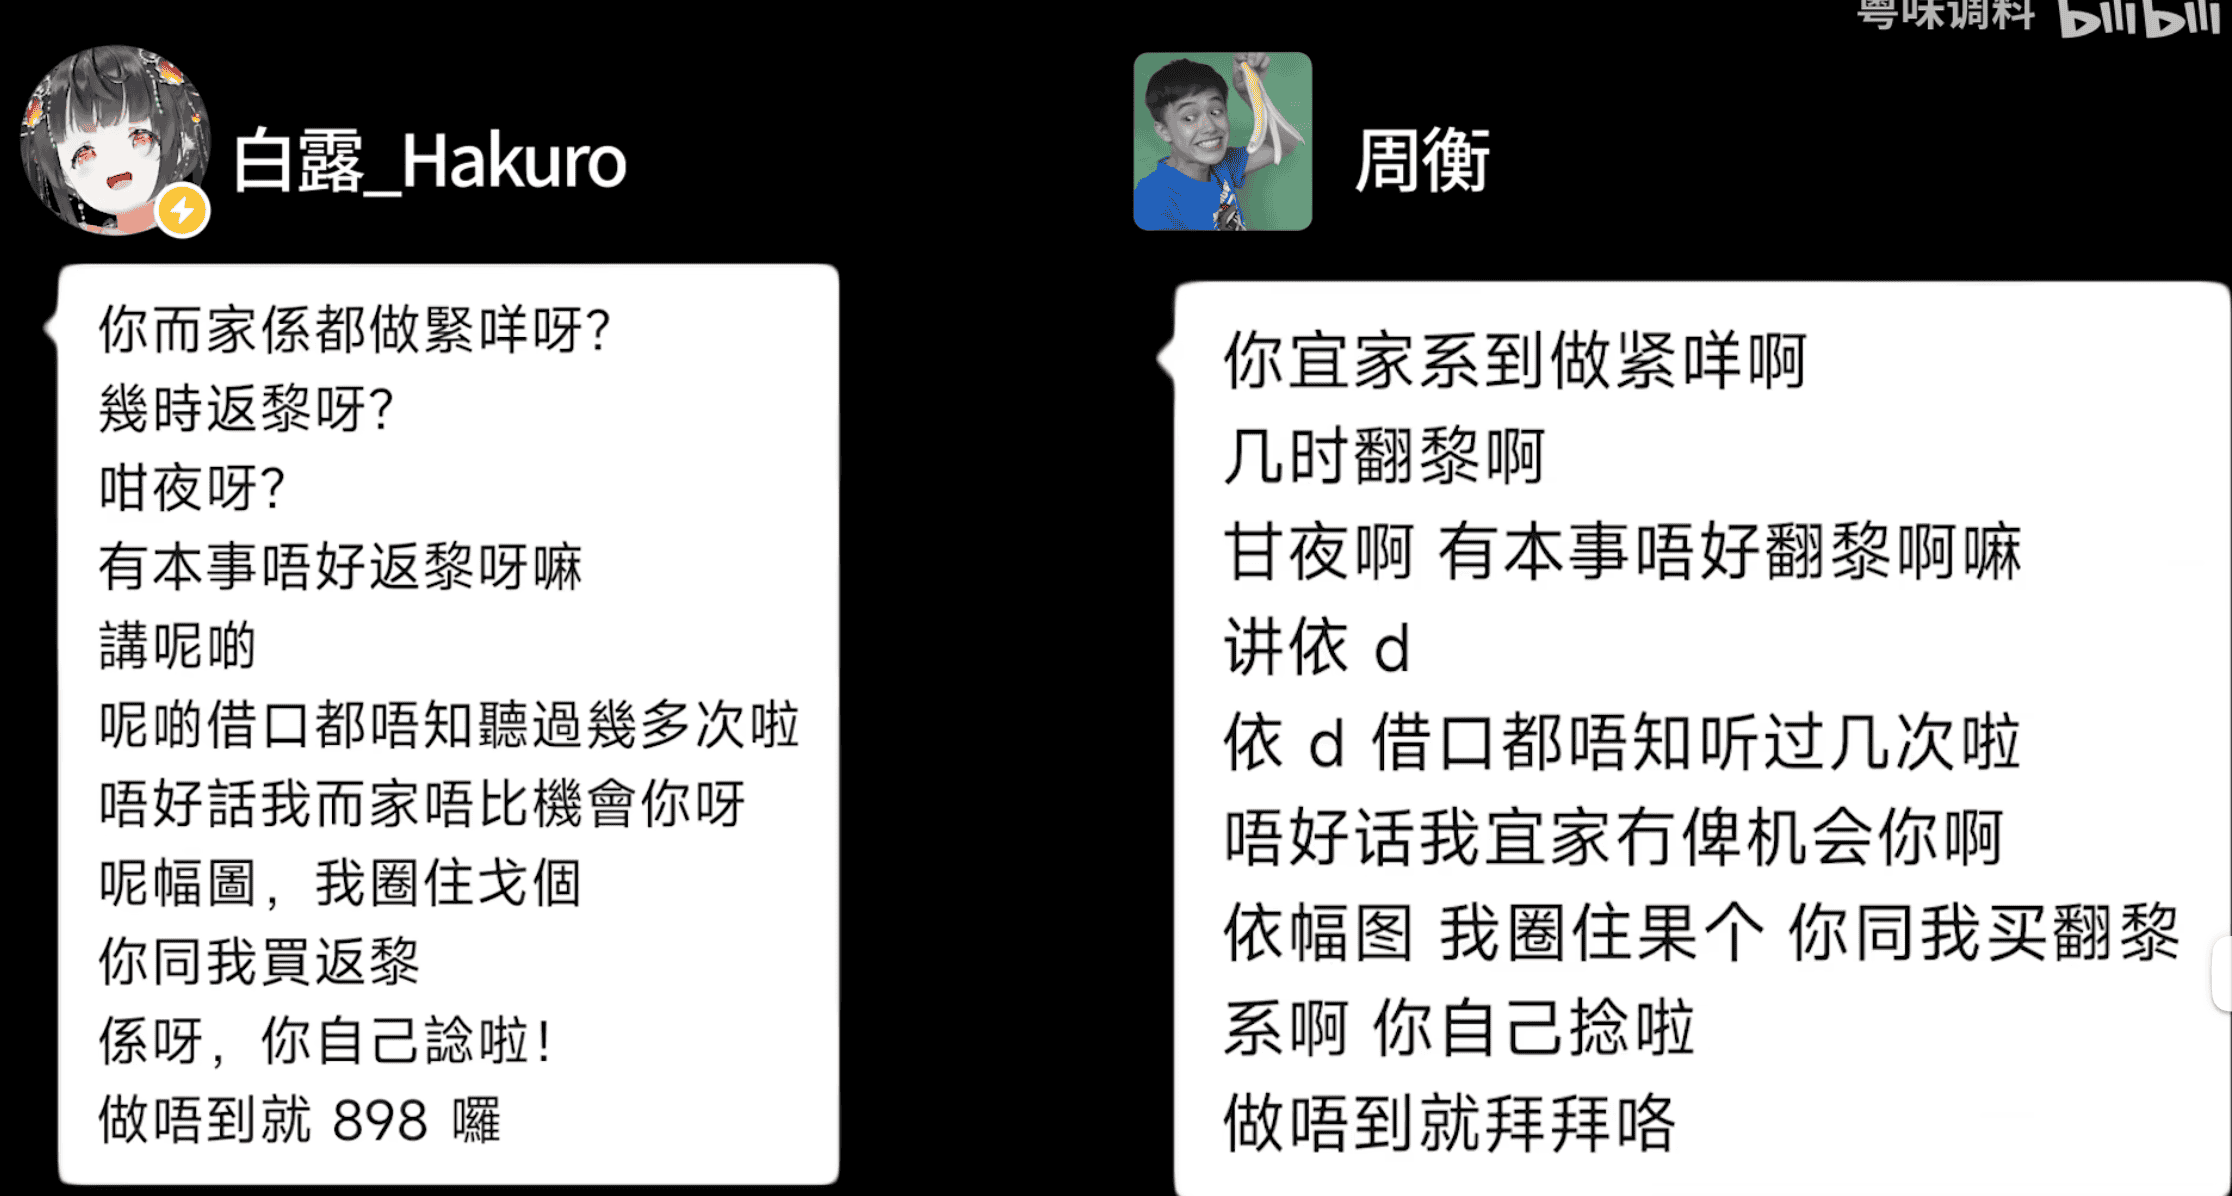 粤味调料 bilibili
白露_Hakuro
你而家係都做緊咩呀？
幾時返黎呀？
咁夜呀？
有本事唔好返黎呀嘛
講呢啲
呢啲借口都唔知聽過幾多次啦
唔好話我而家唔比機會你呀
呢幅圖，我圈住戈個
你同我買返黎
係呀，你自己諗啦！
做唔到就 898 囉
周衡
你宜家系到做紧咩啊
几时翻黎啊
甘夜啊 有本事唔好翻黎啊嘛
讲依 d
依 d 借口都唔知听过几次啦
唔好话我宜家冇俾机会你啊
依幅图 我圈住果个 你同我买翻黎
系啊 你自己捻啦
做唔到就拜拜咯